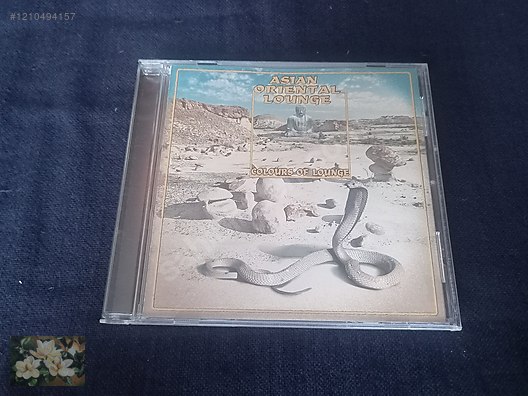 #1210494157
ASIAN
ORIENTAL
LOUNGE
COLOURS OF LOUNGE